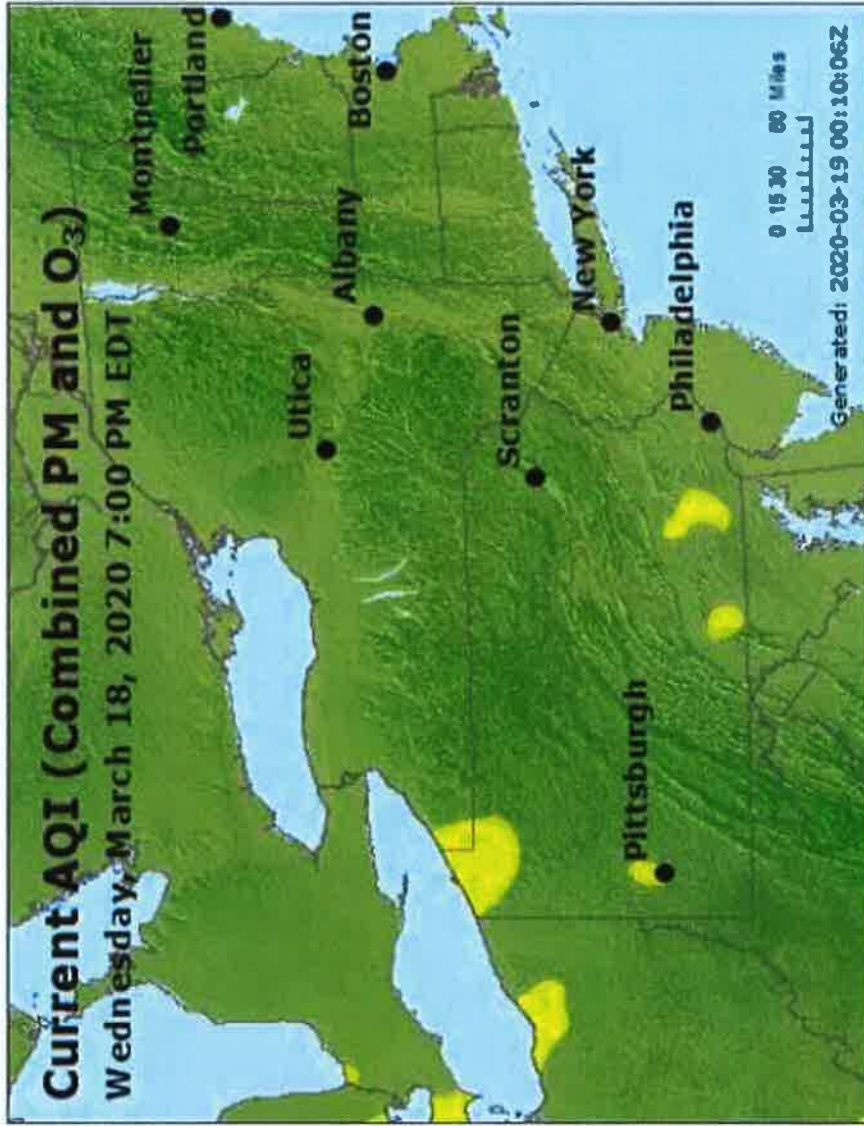 Current AQI (Combined PM and O₃)
Wednesday, March 18, 2020 7:00 PM EDT
Montpelier
Portland
Utica
Albany
Boston
Scranton
New York
Pittsburgh
Philadelphia
0 15 30 60 Miles
Generated: 2020-03-19 00:10:06Z